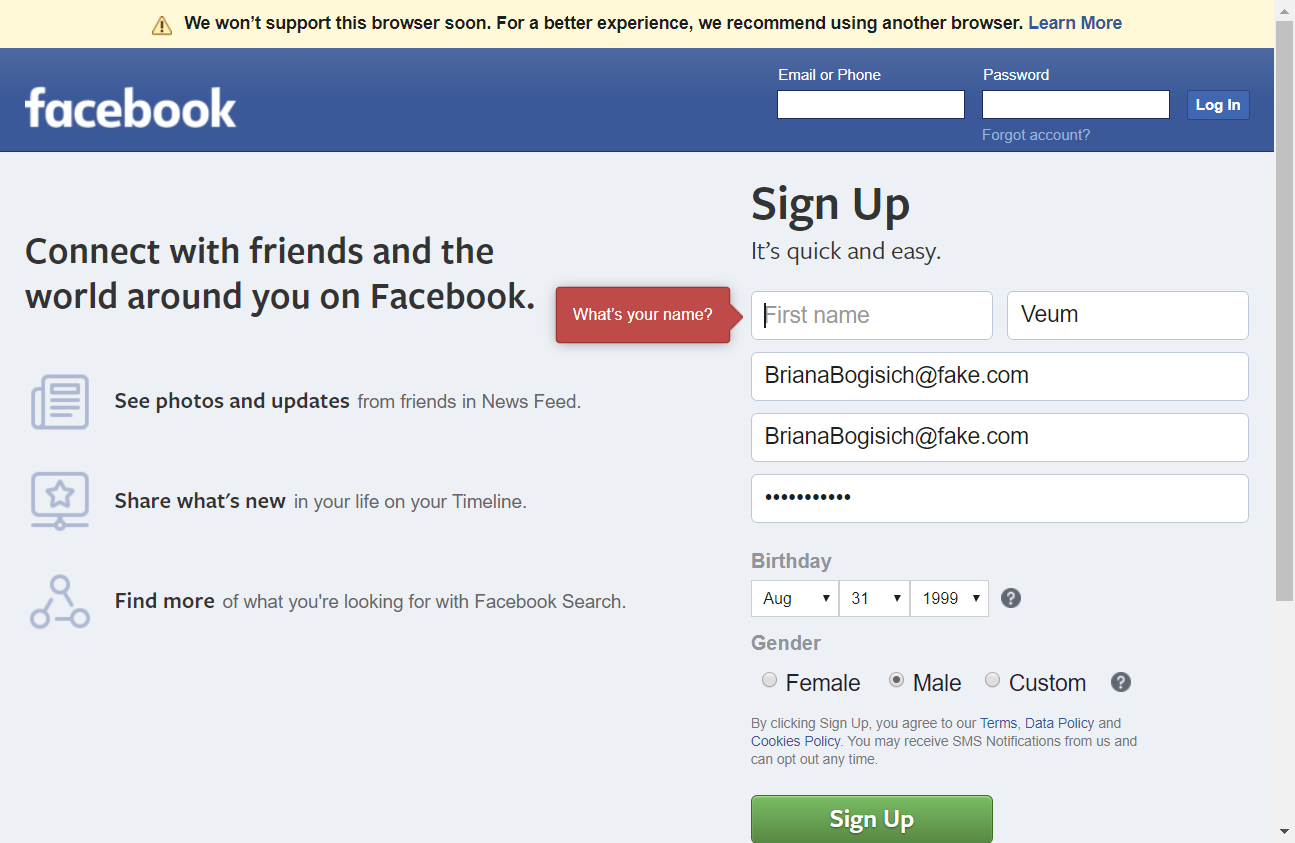 We won't support this browser soon. For a better experience, we recommend using another browser. Learn More
facebook
Email or Phone
Password
Log In
Forgot account?
Connect with friends and the
world around you on Facebook.
See photos and updates from friends in News Feed.
Share what's new in your life on your Timeline.
Find more of what you're looking for with Facebook Search.
Sign Up
It's quick and easy.
What's your name?
First name
Veum
BrianaBogisich@fake.com
BrianaBogisich@fake.com
•••••••••••
Birthday
Aug 31 1999 ?
Gender
Female Male Custom ?
By clicking Sign Up, you agree to our Terms, Data Policy and
Cookies Policy. You may receive SMS Notifications from us and
can opt out any time.
Sign Up